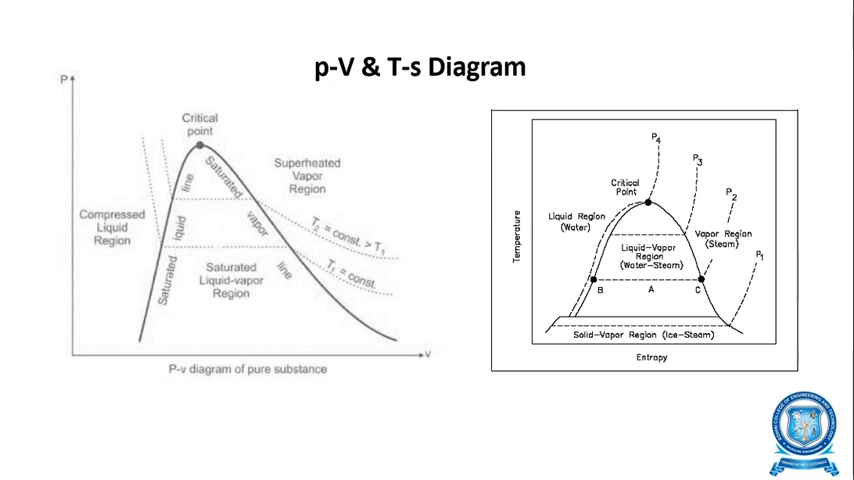 p-V & T-s Diagram
P
Critical
point
Superheated
Vapor
Region
Saturated
vapor
line
Compressed
Liquid
Region
Saturated
liquid
line
T2 = const. > T1
T1 = const.
Saturated
Liquid-vapor
Region
V
P-v diagram of pure substance
Temperature
P4
P3
P2
P1
Critical
Point
Liquid Region
(Water)
Vapor Region
(Steam)
Liquid-Vapor
Region
(Water-Steam)
B
A
C
Solid-Vapor Region (Ice-Steam)
Entropy